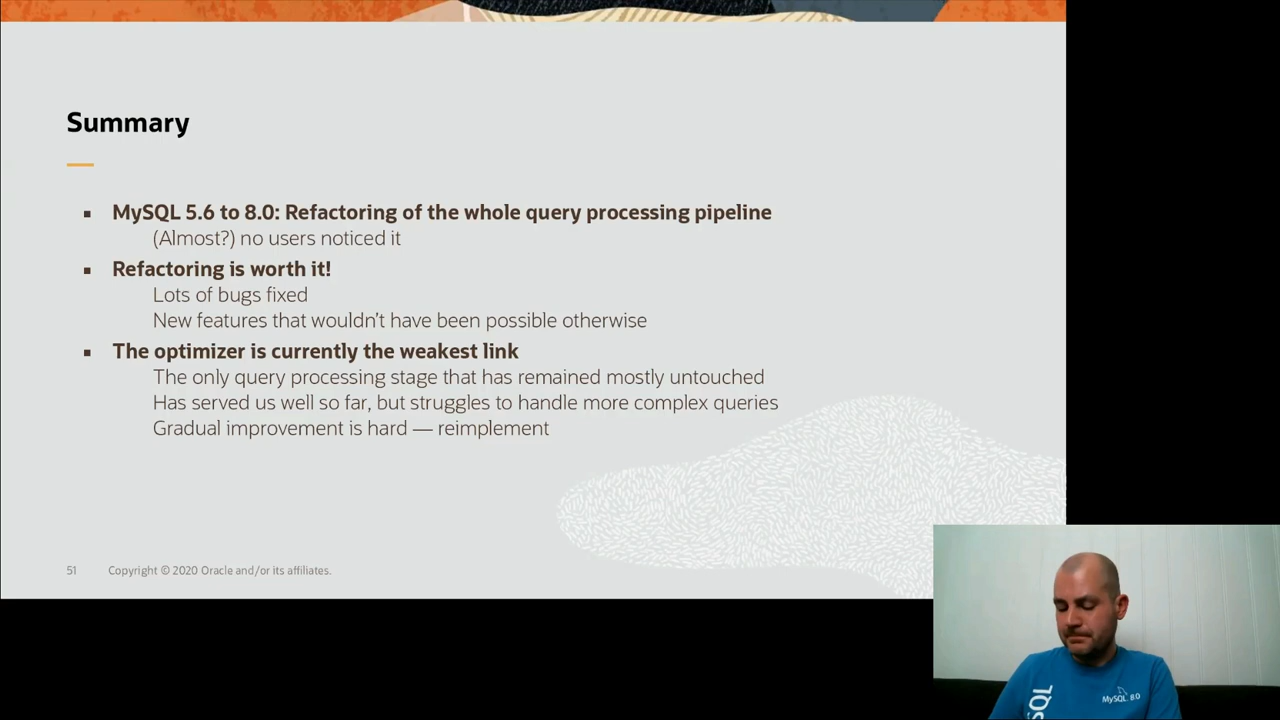 Summary
MySQL 5.6 to 8.0: Refactoring of the whole query processing pipeline
(Almost?) no users noticed it
Refactoring is worth it!
Lots of bugs fixed
New features that wouldn’t have been possible otherwise
The optimizer is currently the weakest link
The only query processing stage that has remained mostly untouched
Has served us well so far, but struggles to handle more complex queries
Gradual improvement is hard — reimplement
51 Copyright © 2020 Oracle and/or its affiliates.
SQL
MySQL 8.0